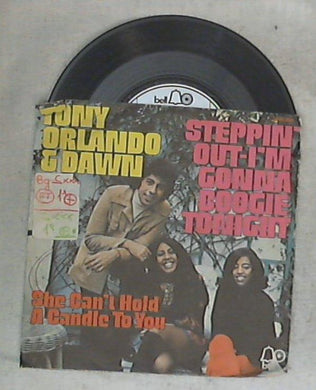 bell
TONY
ORLANDO
& DAWN
STEPPIN'
OUT I'M
GONNA
BOOGIE
TONIGHT
She Can't Hold
A Candle To You